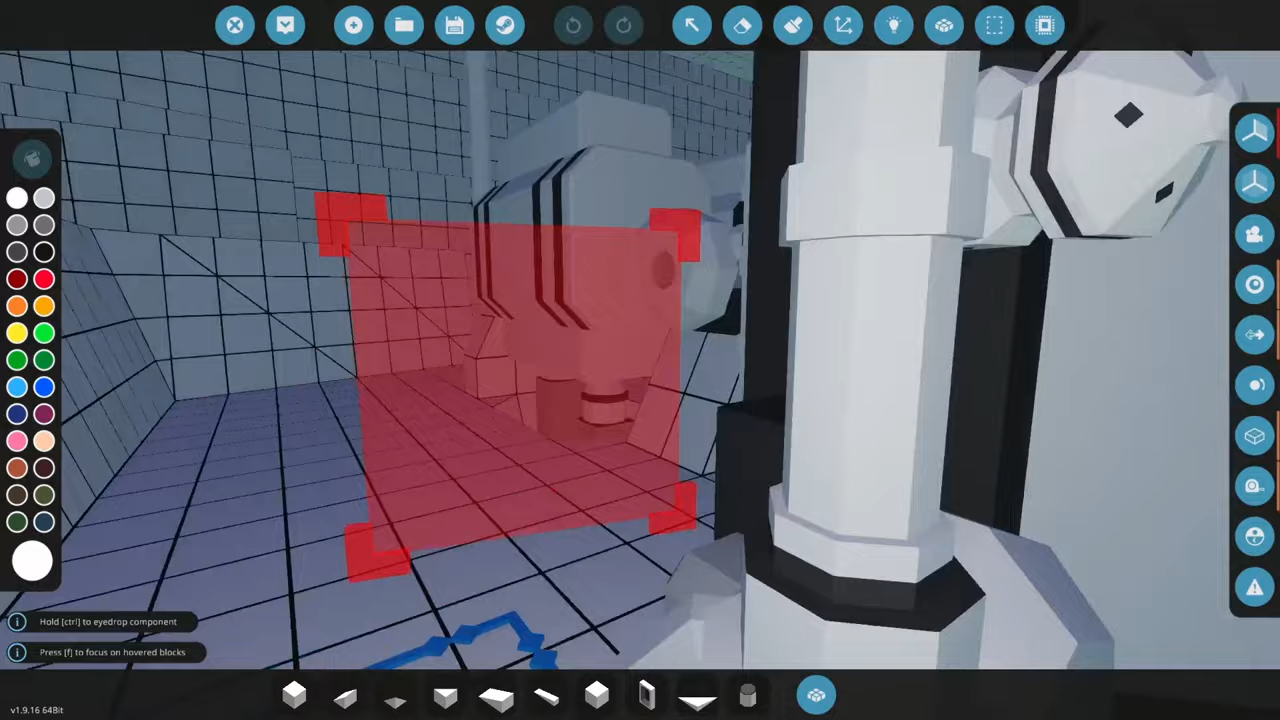 Hold [ctrl] to eyedrop component
Press [f] to focus on hovered blocks
v1.9.16 64Bit